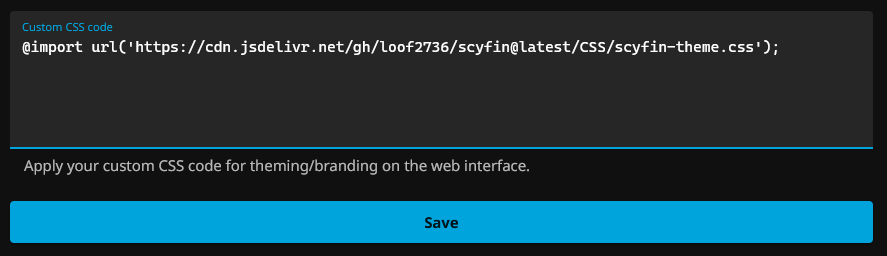 Custom CSS code
@import url('https://cdn.jsdelivr.net/gh/loof2736/scyfin@latest/CSS/scyfin-theme.css');
Apply your custom CSS code for theming/branding on the web interface.
Save